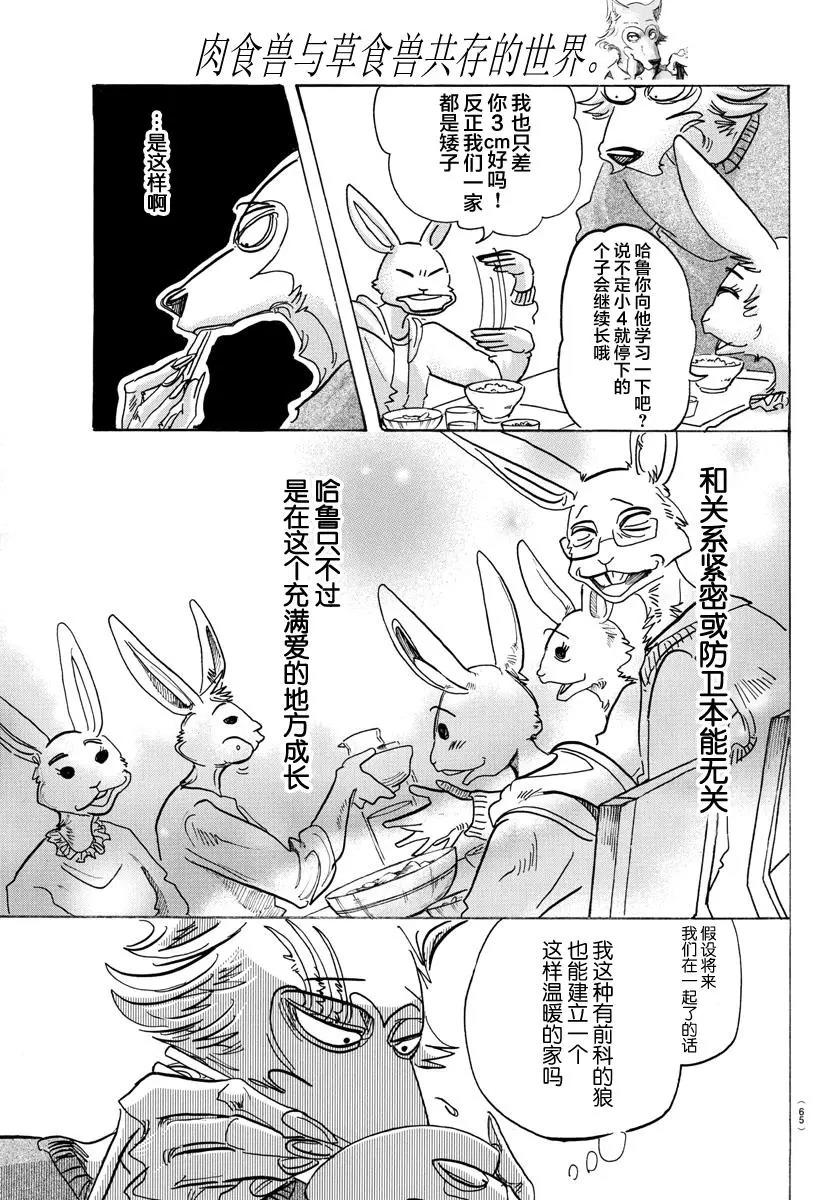 肉食兽与草食兽共存的世界。
哈鲁你向他学习一下吧？
说不定小4就停下的
个子会继续长哦
我也只差
你3cm好吗！
反正我们一家
都是矮子
…是这样啊
和关系紧密或防卫本能无关
哈鲁只不过
是在这个充满爱的地方成长
假设将来
我们在一起了的话
我这种有前科的狼
也能建立一个
这样温暖的家吗
（65）